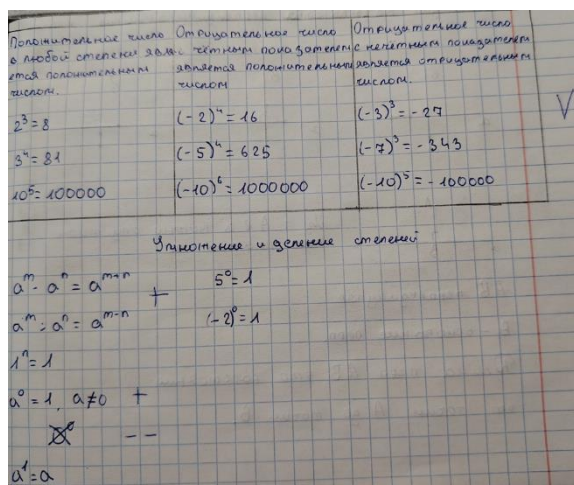 Положительное число
в любой степени явля-
ется положительным
числом.
2³=8
3⁴=81
10⁵=100000
Отрицательное число
с чётным показателем
является положительным
числом
(-2)⁴=16
(-5)⁴=625
(-10)⁶=1000000
Отрицательное число
с нечетным показателем
является отрицательным
числом.
(-3)³=-27
(-7)³=-343
(-10)⁵=-100000
Умножение и деление степеней
aᵐ · aⁿ = aᵐ⁺ⁿ + 5⁰=1
aᵐ : aⁿ = aᵐ⁻ⁿ (-2)⁰=1
1ⁿ=1
a⁰=1, a≠0 +
- -
a¹=a